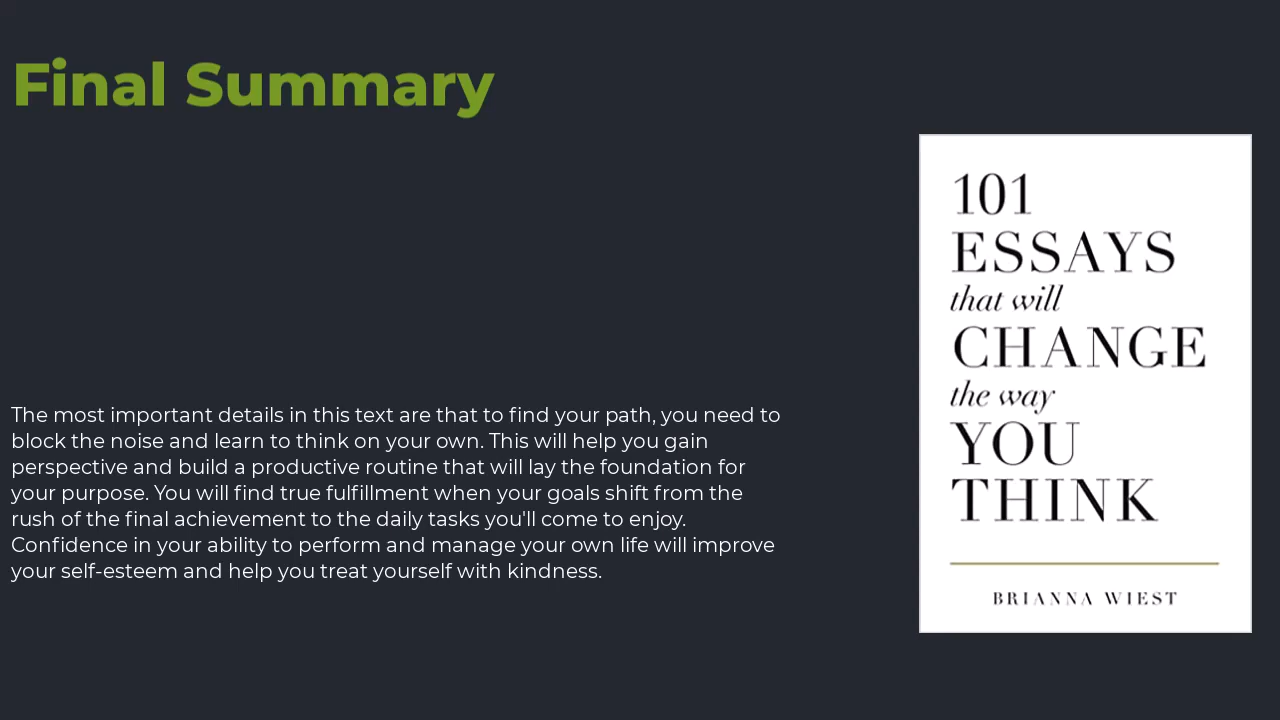 Final Summary
The most important details in this text are that to find your path, you need to
block the noise and learn to think on your own. This will help you gain
perspective and build a productive routine that will lay the foundation for
your purpose. You will find true fulfillment when your goals shift from the
rush of the final achievement to the daily tasks you'll come to enjoy.
Confidence in your ability to perform and manage your own life will improve
your self-esteem and help you treat yourself with kindness.
101
ESSAYS
that will
CHANGE
the way
YOU
THINK
BRIANNA WIEST